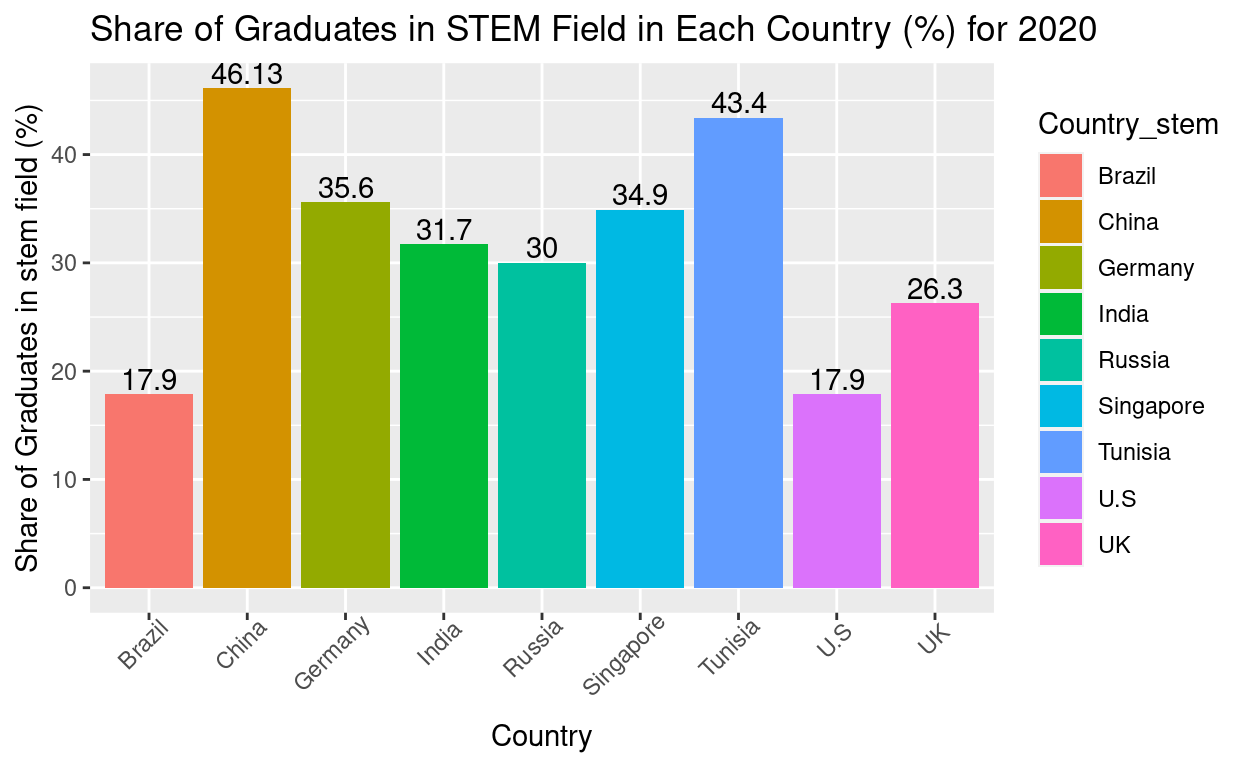 Share of Graduates in STEM Field in Each Country (%) for 2020
Share of Graduates in stem field (%)
40
30
20
10
0
17.9
46.13
35.6
31.7
30
34.9
43.4
17.9
26.3
Brazil
China
Germany
India
Russia
Singapore
Tunisia
U.S
UK
Country
Country_stem
Brazil
China
Germany
India
Russia
Singapore
Tunisia
U.S
UK